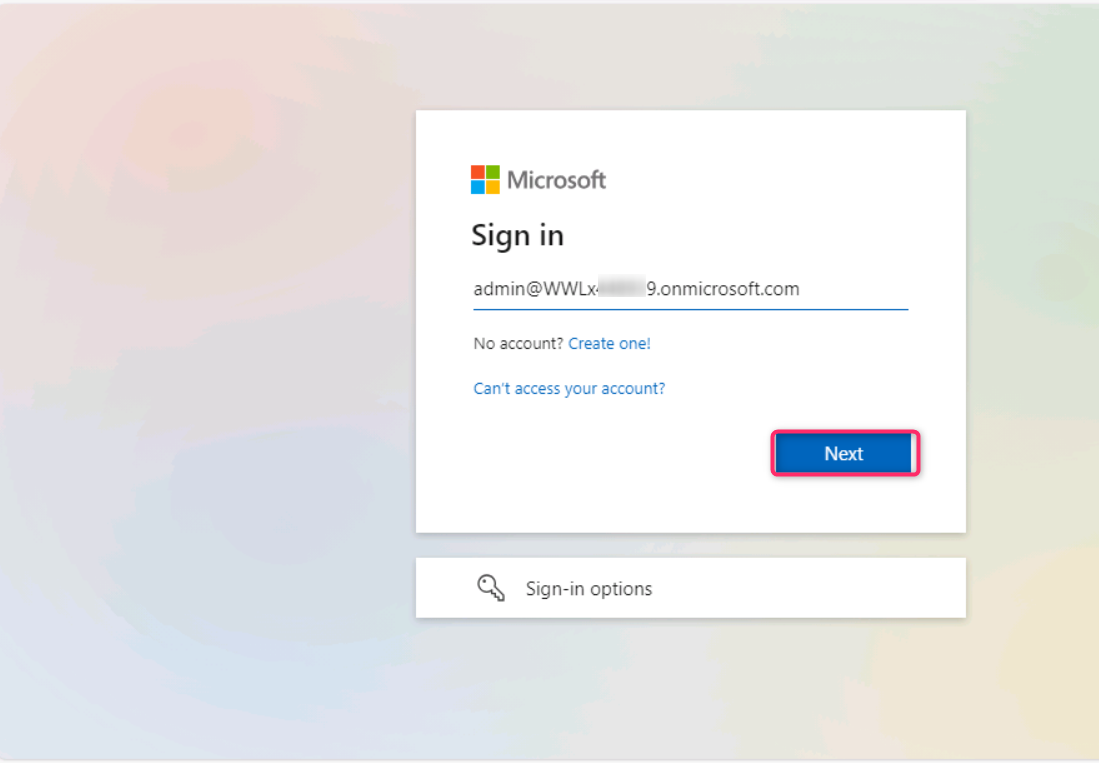 Microsoft
Sign in
admin@WWLx 9.onmicrosoft.com
No account? Create one!
Can't access your account?
Next
Sign-in options